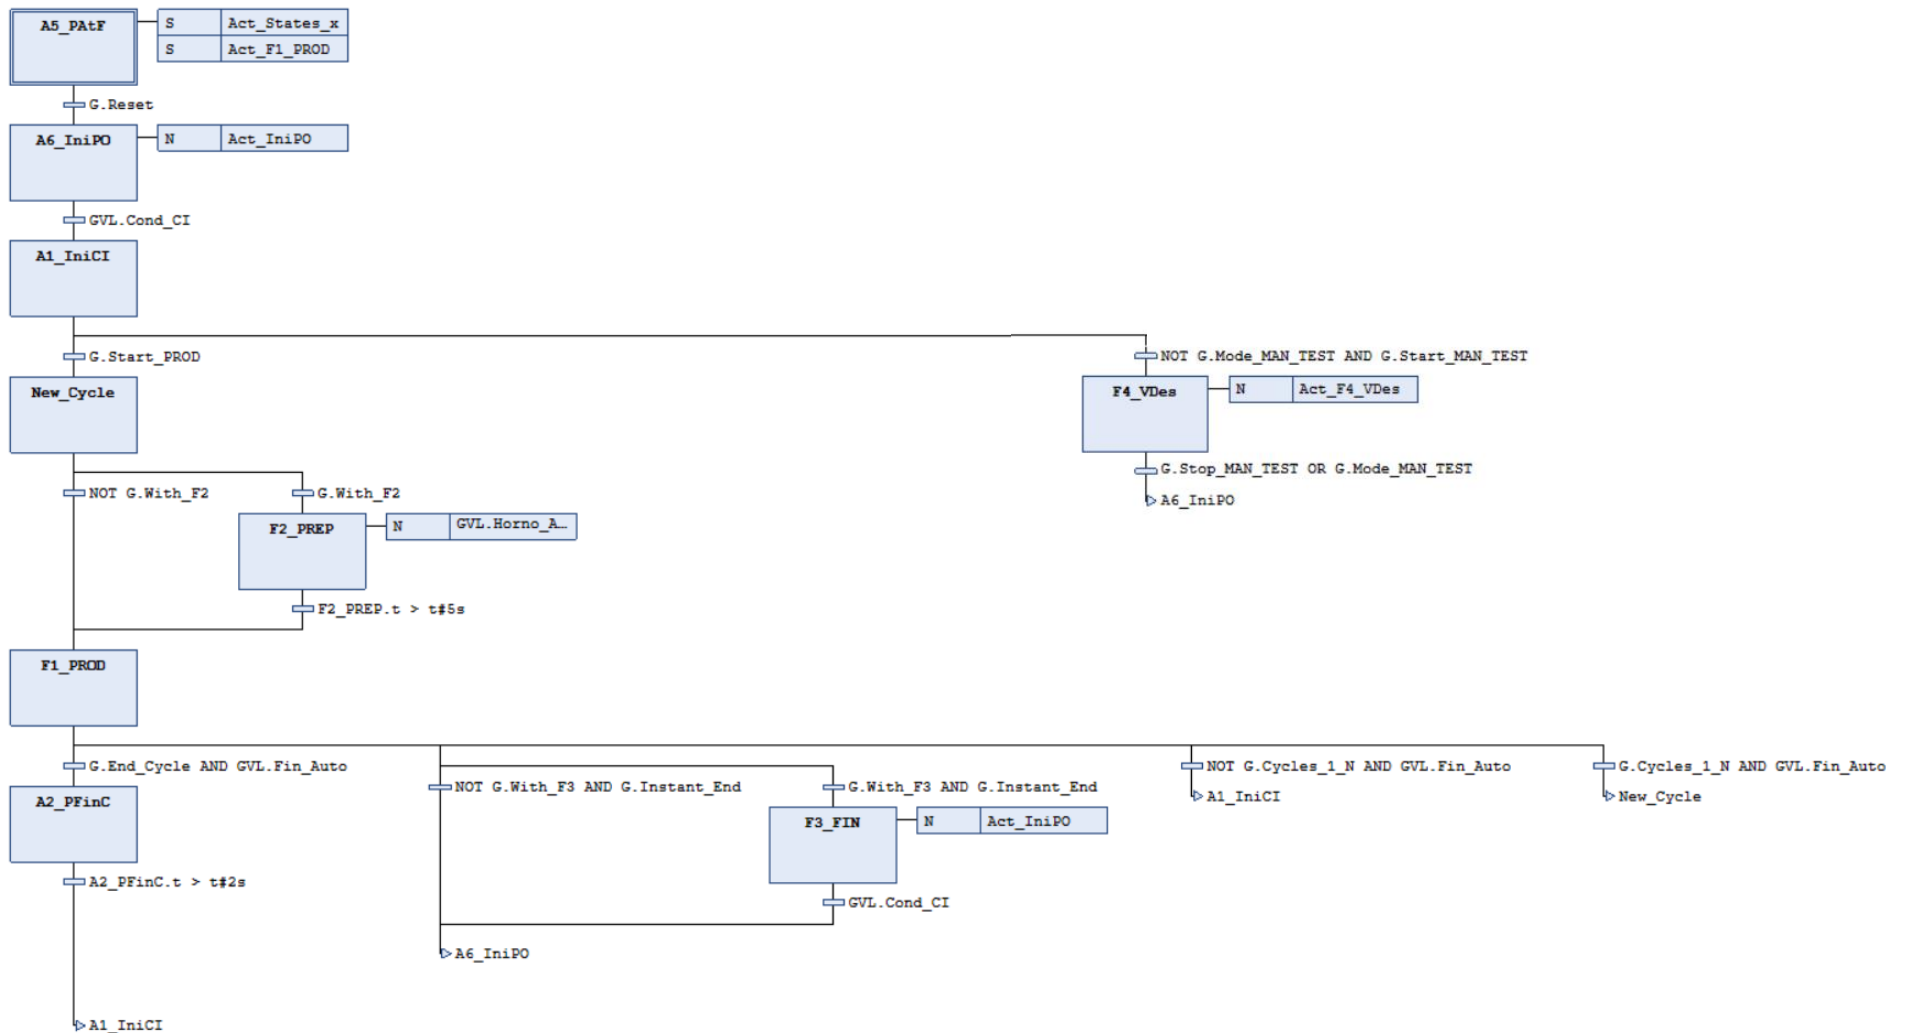 A5_PAtF
S Act_States_x
S Act_F1_PROD
G.Reset
A6_IniPO
N Act_IniPO
GVL.Cond_CI
A1_IniCI
G.Start_PROD
NOT G.Mode_MAN_TEST AND G.Start_MAN_TEST
New_Cycle
F4_VDes
N Act_F4_VDes
G.Stop_MAN_TEST OR G.Mode_MAN_TEST
A6_IniPO
NOT G.With_F2
G.With_F2
F2_PREP
N GVL.Horno_A…
F2_PREP.t > t#5s
F1_PROD
G.End_Cycle AND GVL.Fin_Auto
NOT G.With_F3 AND G.Instant_End
G.With_F3 AND G.Instant_End
NOT G.Cycles_1_N AND GVL.Fin_Auto
G.Cycles_1_N AND GVL.Fin_Auto
A1_IniCI
New_Cycle
A2_PFinC
F3_FIN
N Act_IniPO
A2_PFinC.t > t#2s
GVL.Cond_CI
A6_IniPO
A1_IniCI